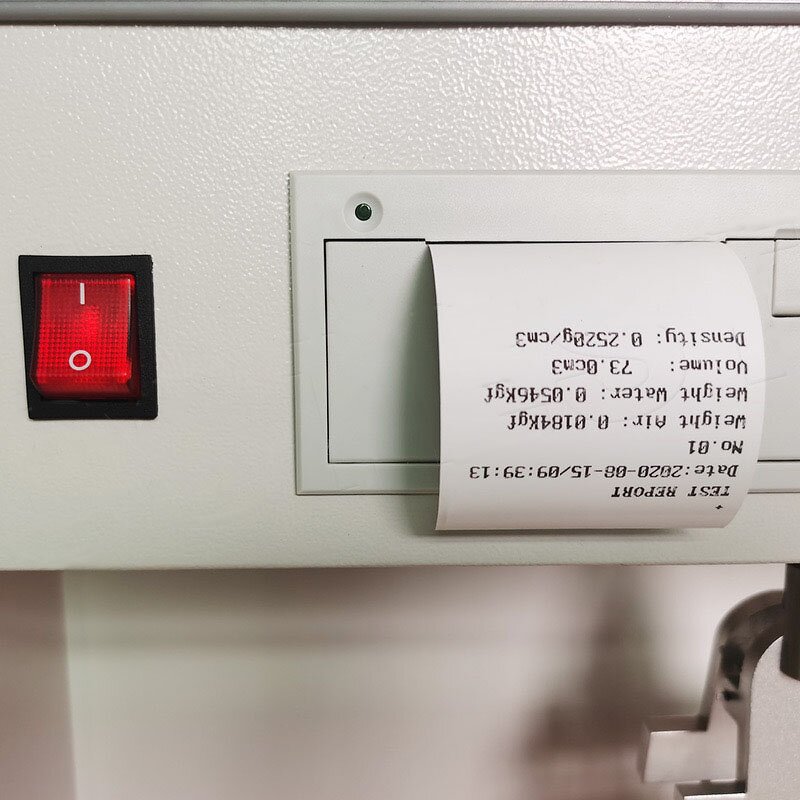 TEST REPORT
Date:2020-08-15/09:39:13
No.01
Weight Air: 0.0184Kgf
Weight Water: 0.0546Kgf
Volume: 73.0cm3
Density: 0.2520g/cm3
I
O